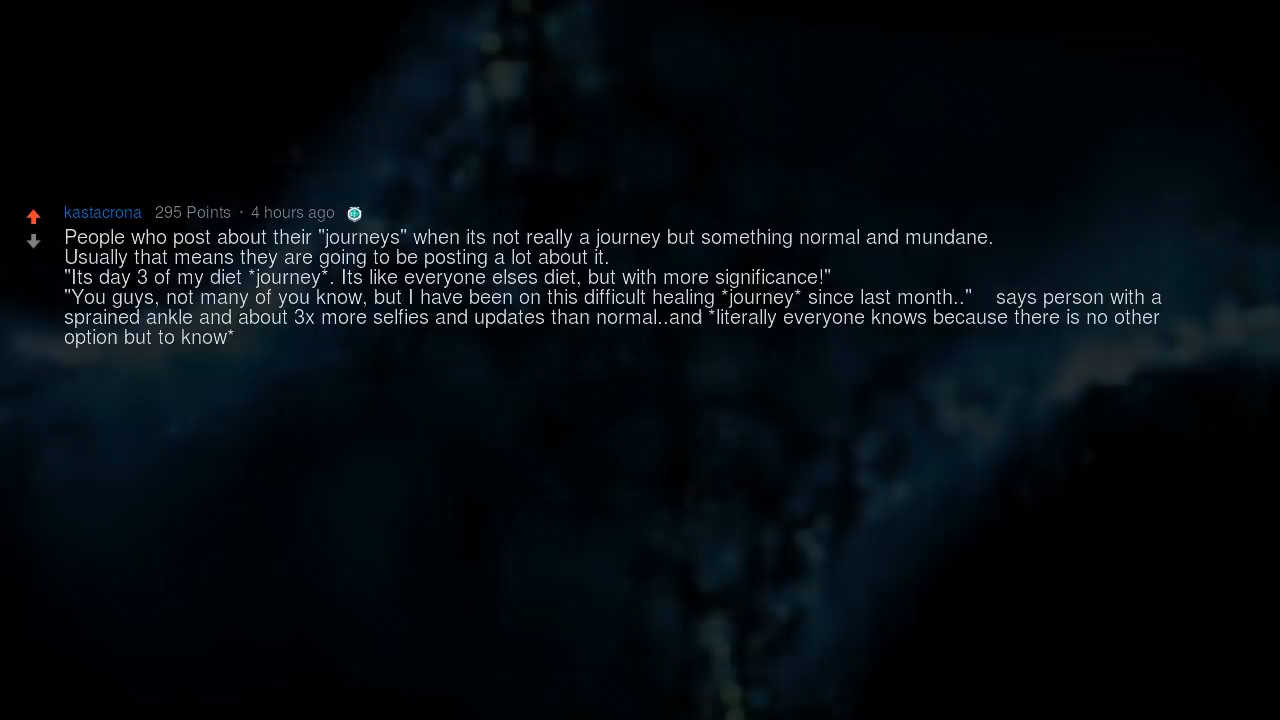 kastacrona 295 Points · 4 hours ago
People who post about their "journeys" when its not really a journey but something normal and mundane.
Usually that means they are going to be posting a lot about it.
"Its day 3 of my diet *journey*. Its like everyone elses diet, but with more significance!"
"You guys, not many of you know, but I have been on this difficult healing *journey* since last month.." says person with a
sprained ankle and about 3x more selfies and updates than normal..and *literally everyone knows because there is no other
option but to know*